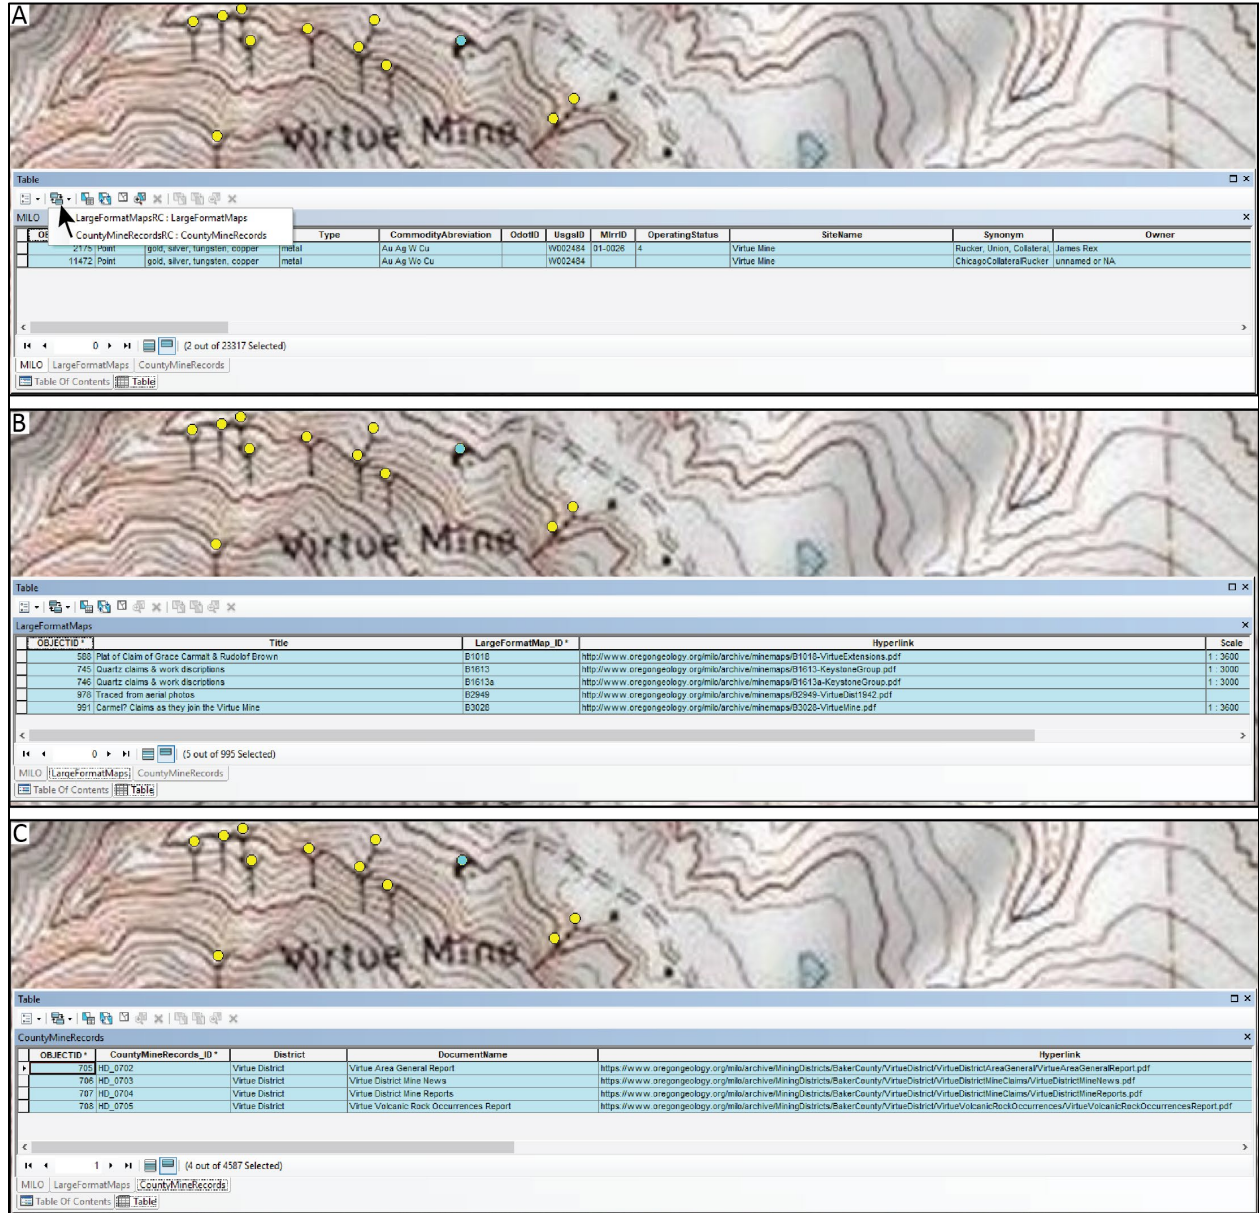 A
Virtue Mine
Table
LargeFormatMapsRC : LargeFormatMaps
MILO
CountyMineRecordsRC : CountyMineRecords
OB Type CommodityAbreviation OdotID UsgsID MlrrID OperatingStatus SiteName Synonym Owner
2175 Point gold, silver, tungsten, copper metal Au Ag W Cu W002484 01-0026 4 Virtue Mine Rucker, Union, Collateral, James Rex
11472 Point gold, silver, tungsten, copper metal Au Ag Wo Cu W002484 Virtue Mine ChicagoCollateralRucker unnamed or NA
0 (2 out of 23317 Selected)
MILO LargeFormatMaps CountyMineRecords
Table Of Contents Table
B
Virtue Mine
Table
LargeFormatMaps
OBJECTID * Title LargeFormatMap_ID * Hyperlink Scale
588 Plat of Claim of Grace Carmalt & Rudolof Brown B1018 http://www.oregongeology.org/milo/archive/minemaps/B1018-VirtueExtensions.pdf 1 : 3600
745 Quartz claims & work discriptions B1613 http://www.oregongeology.org/milo/archive/minemaps/B1613-KeystoneGroup.pdf 1 : 3000
746 Quartz claims & work discriptions B1613a http://www.oregongeology.org/milo/archive/minemaps/B1613a-KeystoneGroup.pdf 1 : 3000
978 Traced from aerial photos B2949 http://www.oregongeology.org/milo/archive/minemaps/B2949-VirtueDist1942.pdf
991 Carmel? Claims as they join the Virtue Mine B3028 http://www.oregongeology.org/milo/archive/minemaps/B3028-VirtueMine.pdf 1 : 3600
0 (5 out of 995 Selected)
MILO LargeFormatMaps CountyMineRecords
Table Of Contents Table
C
Virtue Mine
Table
CountyMineRecords
OBJECTID * CountyMineRecords_ID * District DocumentName Hyperlink
705 HD_0702 Virtue District Virtue Area General Report https://www.oregongeology.org/milo/archive/MiningDistricts/BakerCounty/VirtueDistrict/VirtueDistrictAreaGeneral/VirtueAreaGeneralReport.pdf
706 HD_0703 Virtue District Virtue District Mine News https://www.oregongeology.org/milo/archive/MiningDistricts/BakerCounty/VirtueDistrict/VirtueDistrictMineClaims/VirtueDistrictMineNews.pdf
707 HD_0704 Virtue District Virtue District Mine Reports https://www.oregongeology.org/milo/archive/MiningDistricts/BakerCounty/VirtueDistrict/VirtueDistrictMineClaims/VirtueDistrictMineReports.pdf
708 HD_0705 Virtue District Virtue Volcanic Rock Occurrences Report https://www.oregongeology.org/milo/archive/MiningDistricts/BakerCounty/VirtueDistrict/VirtueVolcanicRockOccurrences/VirtueVolcanicRockOccurrencesReport.pdf
1 (4 out of 4587 Selected)
MILO LargeFormatMaps CountyMineRecords
Table Of Contents Table